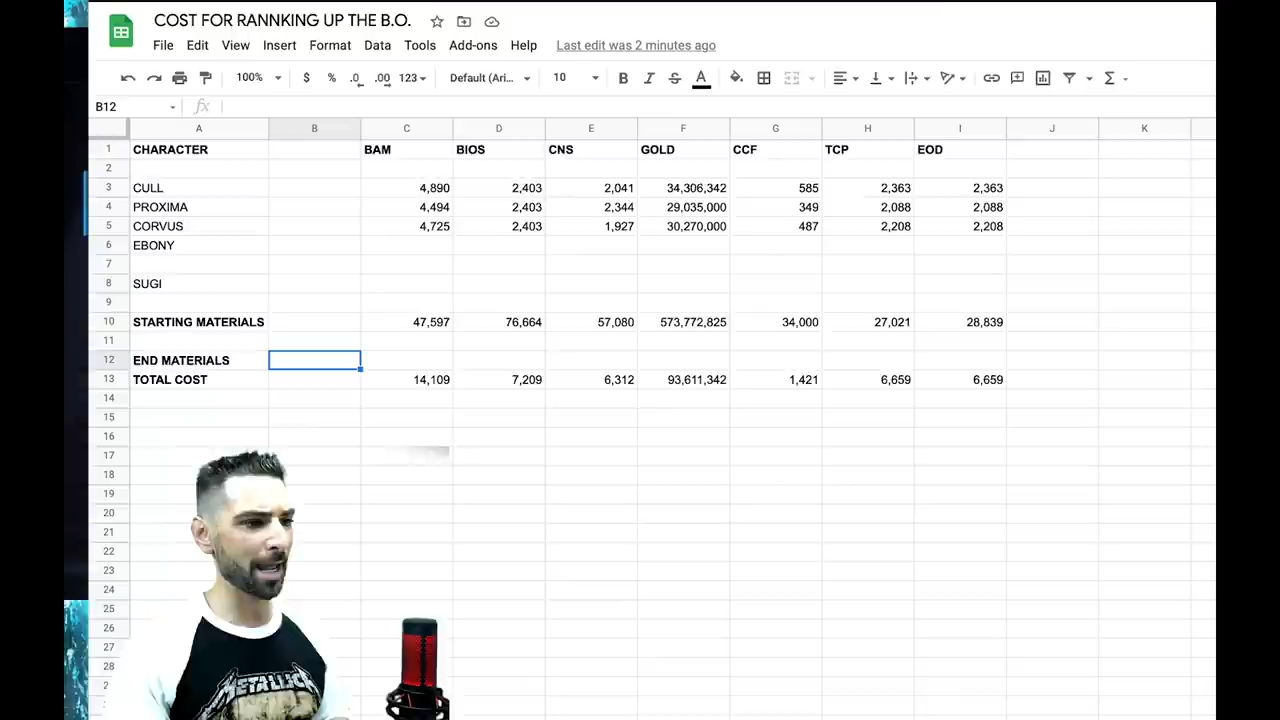 COST FOR RANNKING UP THE B.O.
File Edit View Insert Format Data Tools Add-ons Help Last edit was 2 minutes ago
100% $ % .0 .00 123 Default (Ari... 10 B I S A Σ
B12 fx
A B C D E F G H I J K
1 CHARACTER BAM BIOS CNS GOLD CCF TCP EOD
2
3 CULL 4,890 2,403 2,041 34,306,342 585 2,363 2,363
4 PROXIMA 4,494 2,403 2,344 29,035,000 349 2,088 2,088
5 CORVUS 4,725 2,403 1,927 30,270,000 487 2,208 2,208
6 EBONY
7
8 SUGI
9
10 STARTING MATERIALS 47,597 76,664 57,080 573,772,825 34,000 27,021 28,839
11
12 END MATERIALS
13 TOTAL COST 14,109 7,209 6,312 93,611,342 1,421 6,659 6,659
14
15
16
17
18
19
20
21
22
23
24
25
26
27
28
METALLICA